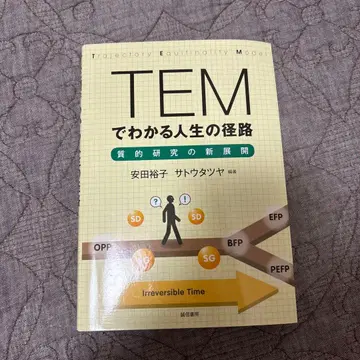 Trajectory Equifinality Model
TEM
でわかる人生の径路
質的研究の新展開
安田裕子 サトウタツヤ 編著
? !
SD SD
EFP
OPP BFP
SG SG
PEFP
Irreversible Time
誠信書房